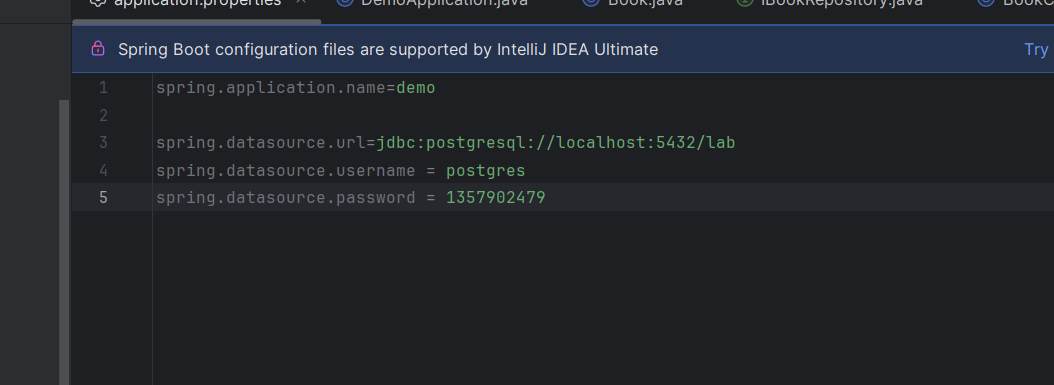 application.properties
DemoApplication.java
Book.java
IBookRepository.java
Spring Boot configuration files are supported by IntelliJ IDEA Ultimate
Try
1 spring.application.name=demo
2
3 spring.datasource.url=jdbc:postgresql://localhost:5432/lab
4 spring.datasource.username = postgres
5 spring.datasource.password = 1357902479